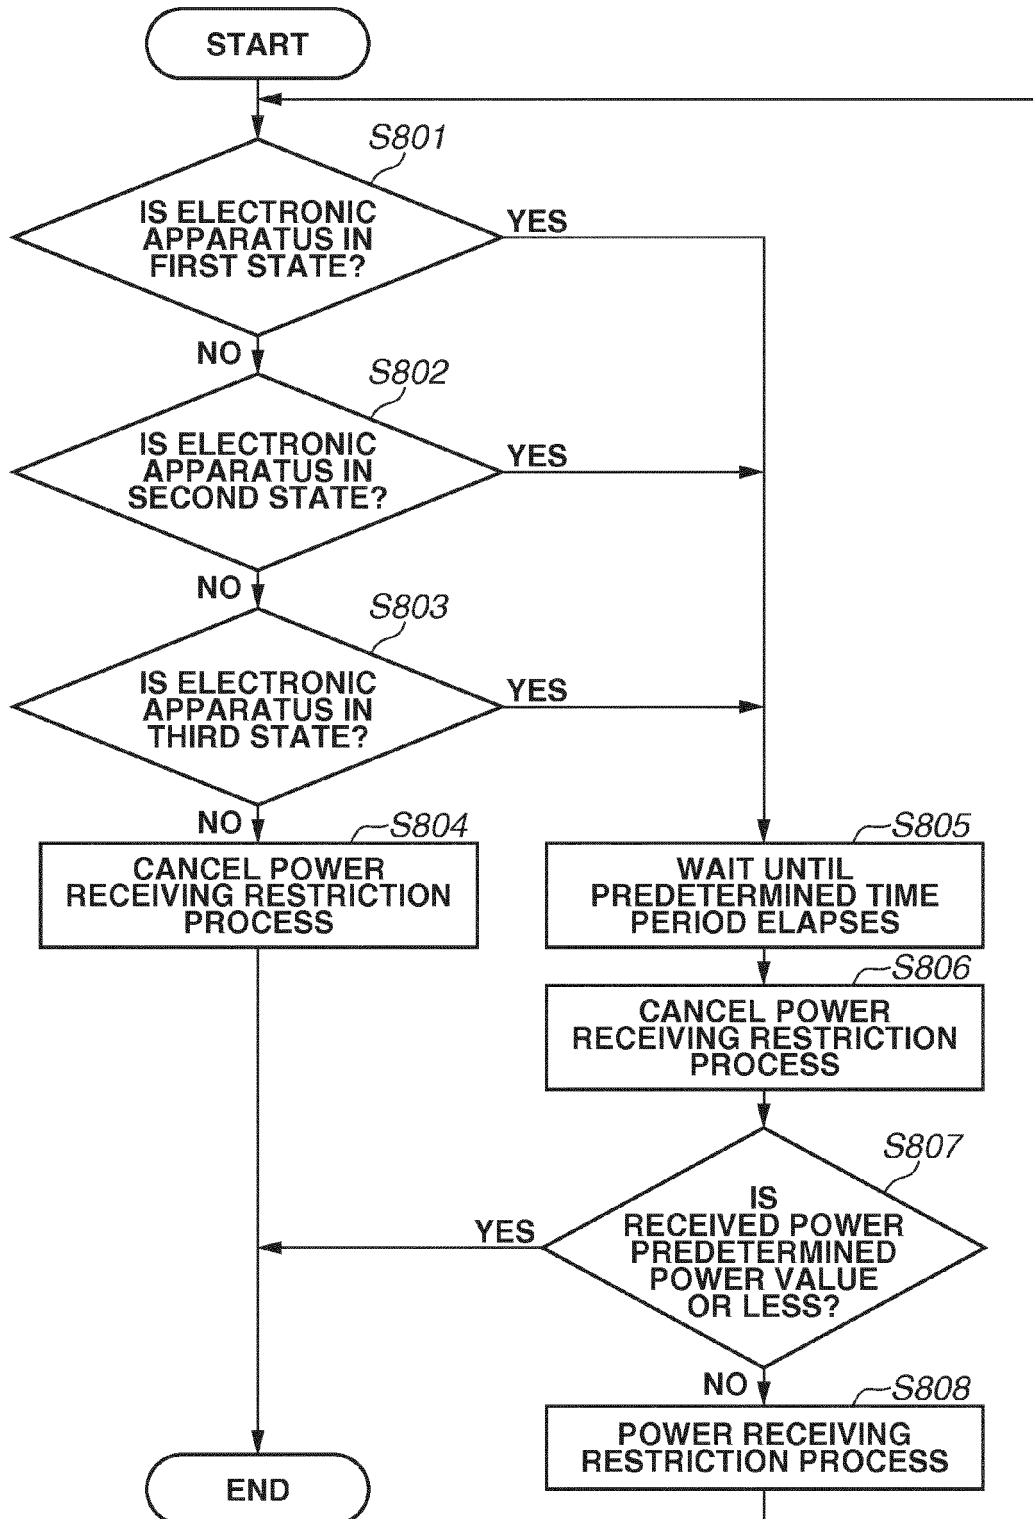 START
S801
IS ELECTRONIC
APPARATUS IN
FIRST STATE?
YES
NO
S802
IS ELECTRONIC
APPARATUS IN
SECOND STATE?
YES
NO
S803
IS ELECTRONIC
APPARATUS IN
THIRD STATE?
YES
NO
S804
CANCEL POWER
RECEIVING RESTRICTION
PROCESS
S805
WAIT UNTIL
PREDETERMINED TIME
PERIOD ELAPSES
S806
CANCEL POWER
RECEIVING RESTRICTION
PROCESS
S807
IS
RECEIVED POWER
PREDETERMINED
POWER VALUE
OR LESS?
YES
NO
S808
POWER RECEIVING
RESTRICTION PROCESS
END